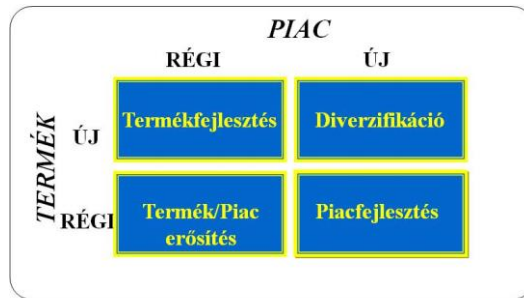 PIAC
RÉGI ÚJ
TERMÉK
ÚJ
Termékfejlesztés
Diverzifikáció
RÉGI
Termék/Piac
erősítés
Piacfejlesztés